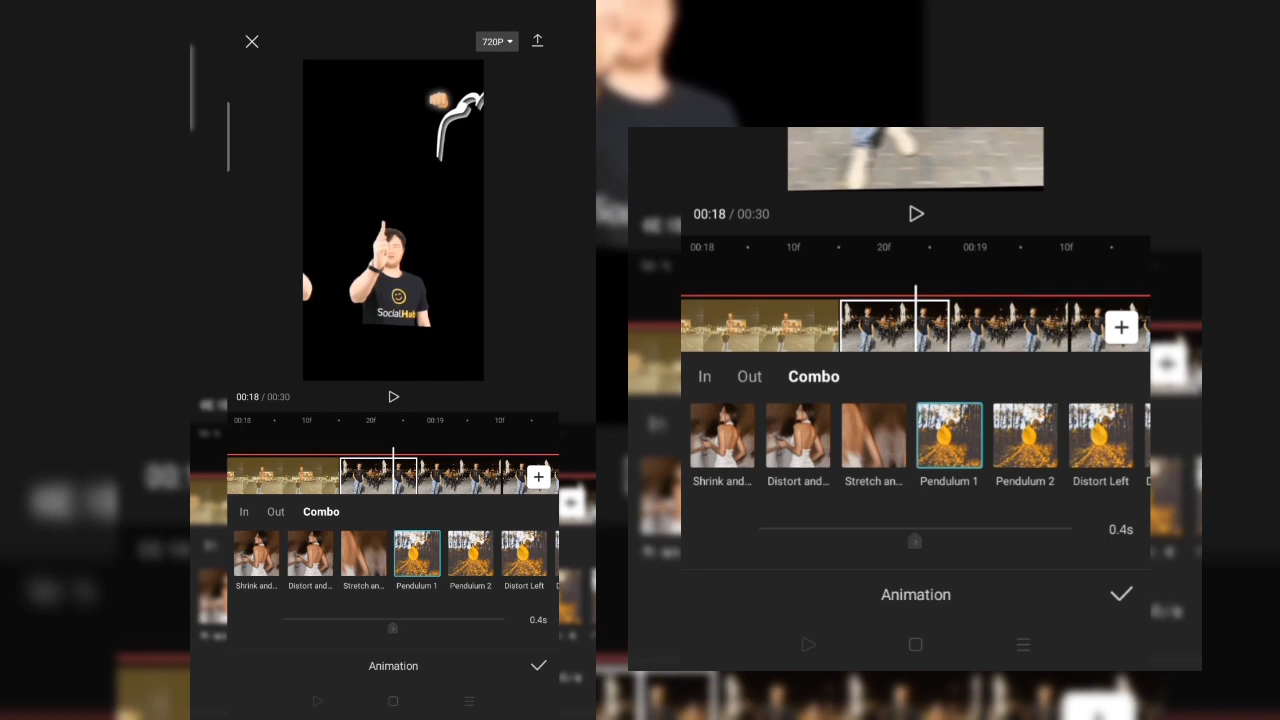 720P
SocialHub
00:18 / 00:30
00:18 10f 20f 00:19 10f
In Out Combo
Shrink and... Distort and... Stretch an... Pendulum 1 Pendulum 2 Distort Left
0.4s
Animation
00:18 / 00:30
00:18 10f 20f 00:19 10f
In Out Combo
Shrink and... Distort and... Stretch and... Pendulum 1 Pendulum 2 Distort Left
0.4s
Animation